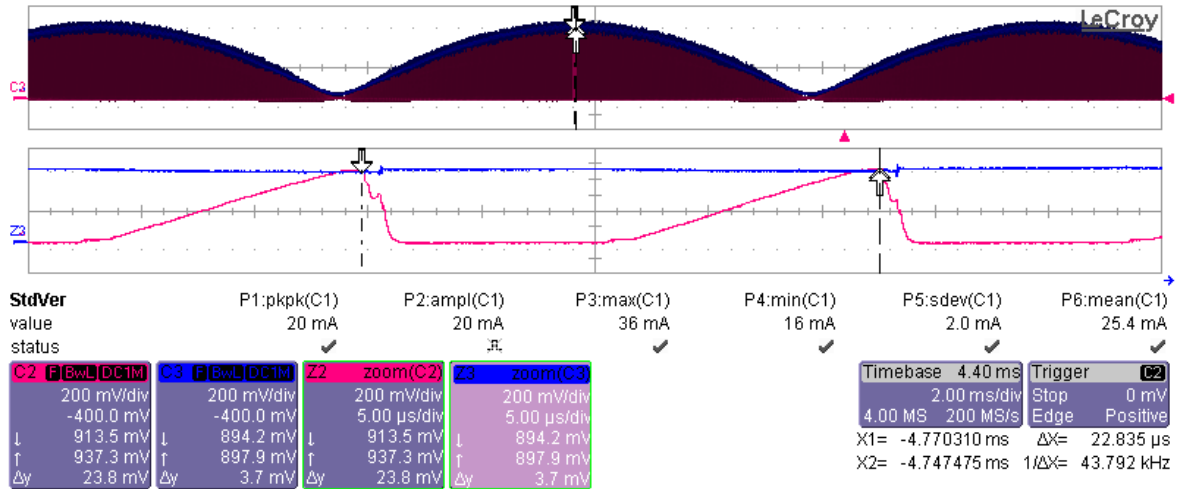 LeCroy
C3
Z3
StdVer P1:pkpk(C1) P2:ampl(C1) P3:max(C1) P4:min(C1) P5:sdev(C1) P6:mean(C1)
value 20 mA 20 mA 36 mA 16 mA 2.0 mA 25.4 mA
status
C2 F BwL DC1M C3 F BwL DC1M Z2 zoom(C2) Z3 zoom(C3) Timebase 4.40 ms Trigger C2
200 mV/div 200 mV/div 200 mV/div 200 mV/div 2.00 ms/div Stop 0 mV
-400.0 mV -400.0 mV 5.00 µs/div 5.00 µs/div 4.00 MS 200 MS/s Edge Positive
↓ 913.5 mV ↓ 894.2 mV ↓ 913.5 mV ↓ 894.2 mV X1= -4.770310 ms ΔX= 22.835 µs
↑ 937.3 mV ↑ 897.9 mV ↑ 937.3 mV ↑ 897.9 mV X2= -4.747475 ms 1/ΔX= 43.792 kHz
Δy 23.8 mV Δy 3.7 mV Δy 23.8 mV Δy 3.7 mV